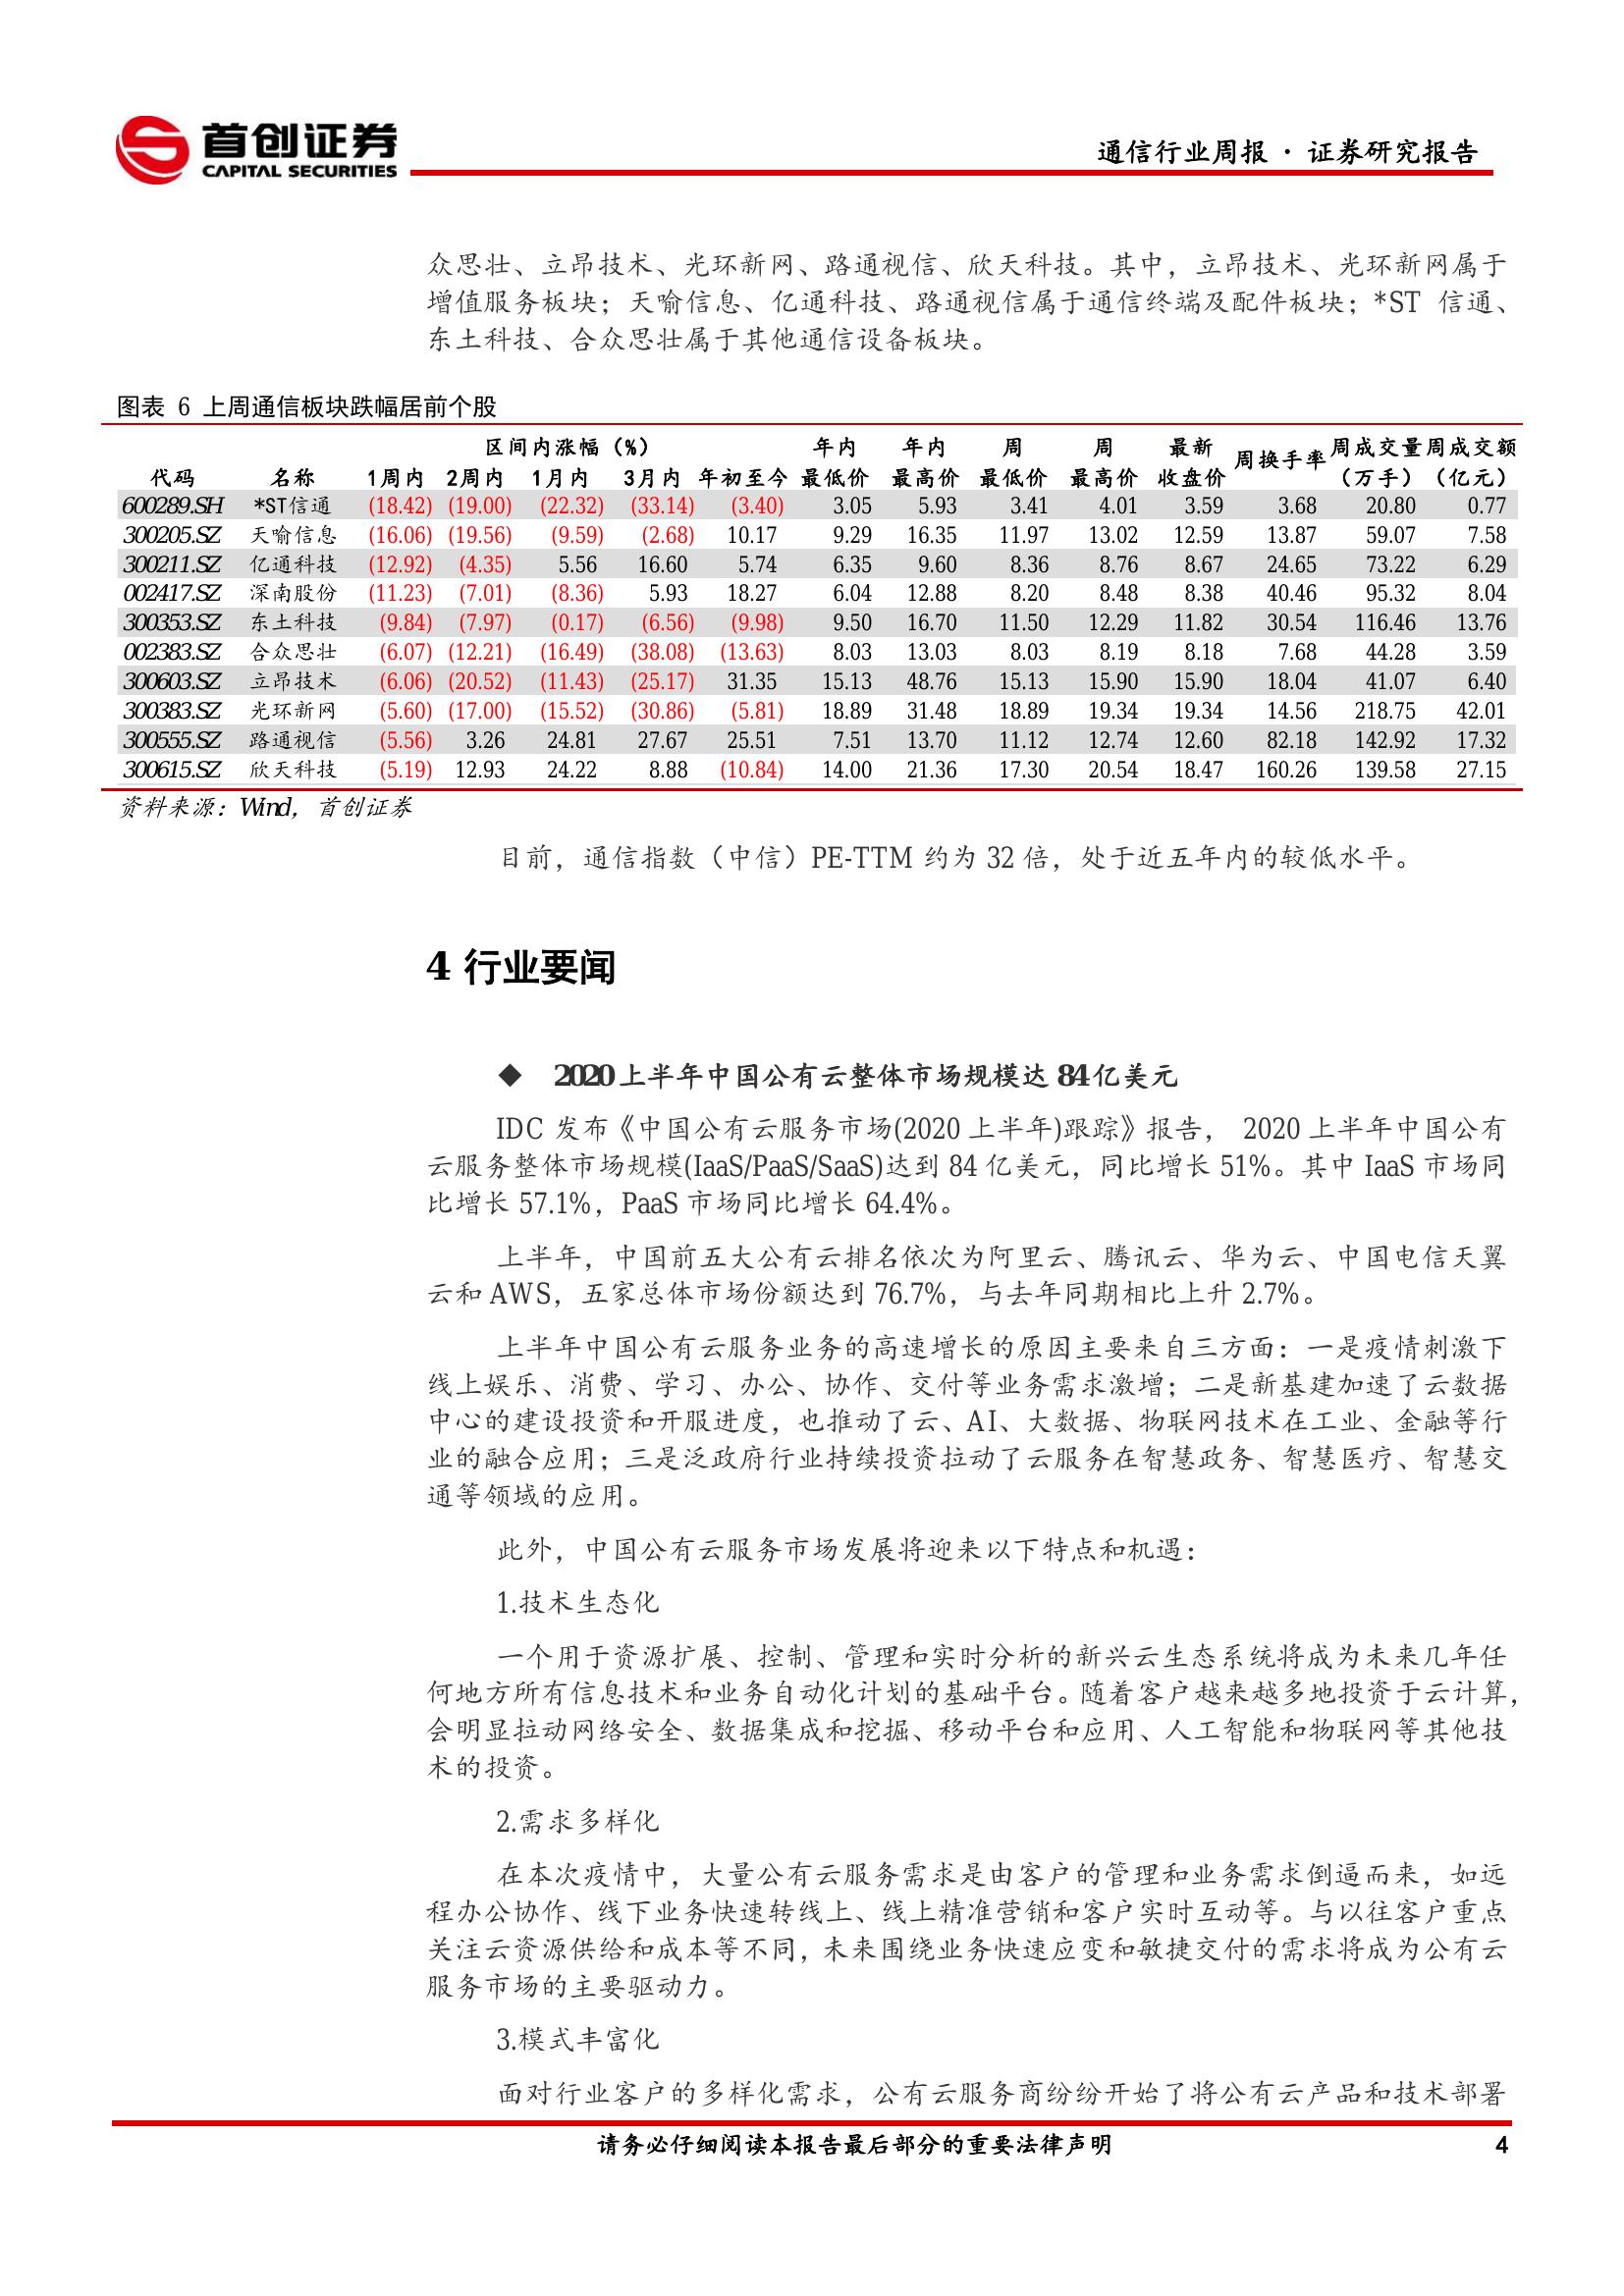 首创证券
CAPITAL SECURITIES
通信行业周报 · 证券研究报告
众思壮、立昂技术、光环新网、路通视信、欣天科技。其中，立昂技术、光环新网属于
增值服务板块；天喻信息、亿通科技、路通视信属于通信终端及配件板块；*ST 信通、
东土科技、合众思壮属于其他通信设备板块。
图表 6 上周通信板块跌幅居前个股
区间内涨幅（%） 年内 年内 周 周 最新 周换手率 周成交量 周成交额
代码 名称 1周内 2周内 1月内 3月内 年初至今 最低价 最高价 最低价 最高价 收盘价 （万手） （亿元）
600289.SH *ST信通 (18.42) (19.00) (22.32) (33.14) (3.40) 3.05 5.93 3.41 4.01 3.59 3.68 20.80 0.77
300205.SZ 天喻信息 (16.06) (19.56) (9.59) (2.68) 10.17 9.29 16.35 11.97 13.02 12.59 13.87 59.07 7.58
300211.SZ 亿通科技 (12.92) (4.35) 5.56 16.60 5.74 6.35 9.60 8.36 8.76 8.67 24.65 73.22 6.29
002417.SZ 深南股份 (11.23) (7.01) (8.36) 5.93 18.27 6.04 12.88 8.20 8.48 8.38 40.46 95.32 8.04
300353.SZ 东土科技 (9.84) (7.97) (0.17) (6.56) (9.98) 9.50 16.70 11.50 12.29 11.82 30.54 116.46 13.76
002383.SZ 合众思壮 (6.07) (12.21) (16.49) (38.08) (13.63) 8.03 13.03 8.03 8.19 8.18 7.68 44.28 3.59
300603.SZ 立昂技术 (6.06) (20.52) (11.43) (25.17) 31.35 15.13 48.76 15.13 15.90 15.90 18.04 41.07 6.40
300383.SZ 光环新网 (5.60) (17.00) (15.52) (30.86) (5.81) 18.89 31.48 18.89 19.34 19.34 14.56 218.75 42.01
300555.SZ 路通视信 (5.56) 3.26 24.81 27.67 25.51 7.51 13.70 11.12 12.74 12.60 82.18 142.92 17.32
300615.SZ 欣天科技 (5.19) 12.93 24.22 8.88 (10.84) 14.00 21.36 17.30 20.54 18.47 160.26 139.58 27.15
资料来源：Wind，首创证券
目前，通信指数（中信）PE-TTM 约为 32 倍，处于近五年内的较低水平。
4 行业要闻
◆ 2020 上半年中国公有云整体市场规模达 84 亿美元
IDC 发布《中国公有云服务市场(2020 上半年)跟踪》报告， 2020 上半年中国公有
云服务整体市场规模(IaaS/PaaS/SaaS)达到 84 亿美元，同比增长 51%。其中 IaaS 市场同
比增长 57.1%，PaaS 市场同比增长 64.4%。
上半年，中国前五大公有云排名依次为阿里云、腾讯云、华为云、中国电信天翼
云和 AWS，五家总体市场份额达到 76.7%，与去年同期相比上升 2.7%。
上半年中国公有云服务业务的高速增长的原因主要来自三方面：一是疫情刺激下
线上娱乐、消费、学习、办公、协作、交付等业务需求激增；二是新基建加速了云数据
中心的建设投资和开服进度，也推动了云、AI、大数据、物联网技术在工业、金融等行
业的融合应用；三是泛政府行业持续投资拉动了云服务在智慧政务、智慧医疗、智慧交
通等领域的应用。
此外，中国公有云服务市场发展将迎来以下特点和机遇：
1.技术生态化
一个用于资源扩展、控制、管理和实时分析的新兴云生态系统将成为未来几年任
何地方所有信息技术和业务自动化计划的基础平台。随着客户越来越多地投资于云计算，
会明显拉动网络安全、数据集成和挖掘、移动平台和应用、人工智能和物联网等其他技
术的投资。
2.需求多样化
在本次疫情中，大量公有云服务需求是由客户的管理和业务需求倒逼而来，如远
程办公协作、线下业务快速转线上、线上精准营销和客户实时互动等。与以往客户重点
关注云资源供给和成本等不同，未来围绕业务快速应变和敏捷交付的需求将成为公有云
服务市场的主要驱动力。
3.模式丰富化
面对行业客户的多样化需求，公有云服务商纷纷开始了将公有云产品和技术部署
请务必仔细阅读本报告最后部分的重要法律声明 4